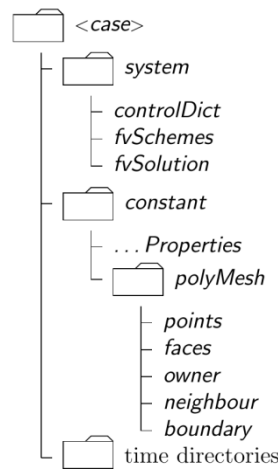 <case>
system
controlDict
fvSchemes
fvSolution
constant
...Properties
polyMesh
points
faces
owner
neighbour
boundary
time directories